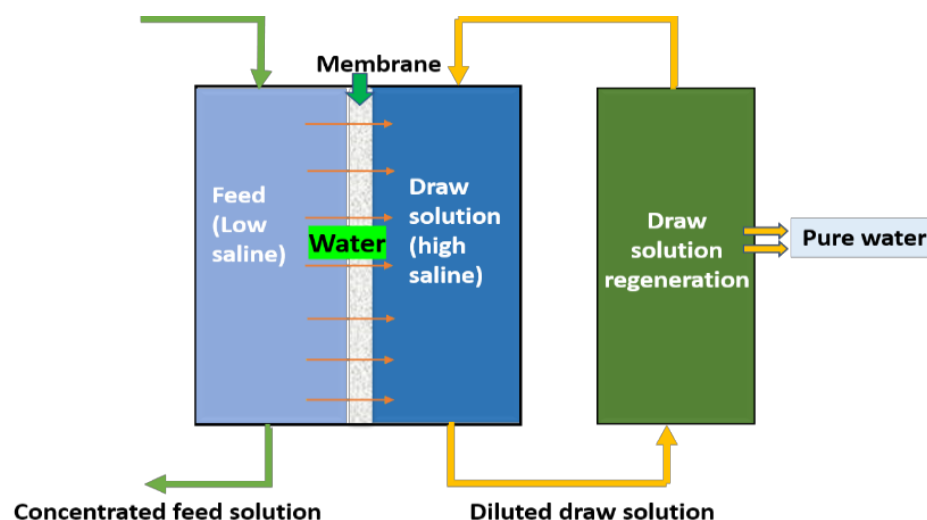 Membrane
Feed
(Low
saline)
Water
Draw
solution
(high
saline)
Draw
solution
regeneration
Pure water
Concentrated feed solution
Diluted draw solution